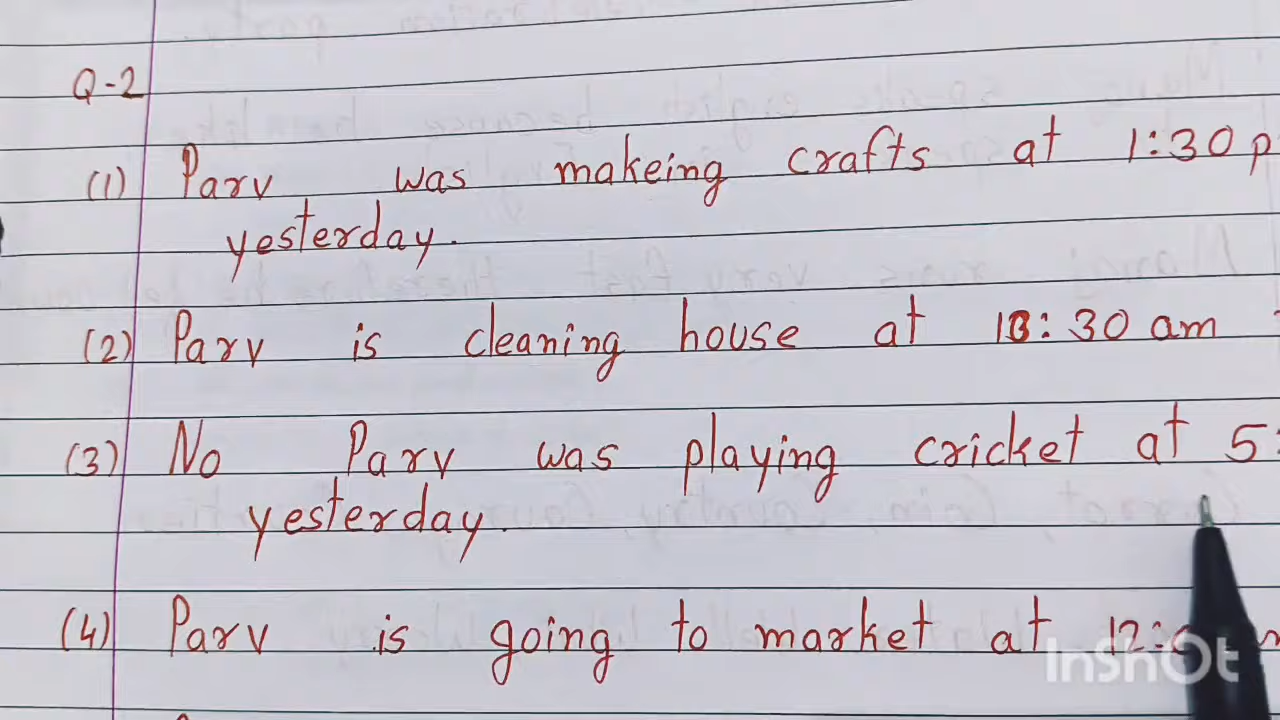 Q-2
(1) Parv was makeing crafts at 1:30 p
yesterday.
(2) Parv is cleaning house at 10:30 am
(3) No Parv was playing cricket at 5:
yesterday.
(4) Parv is going to market at 12:
InShOt